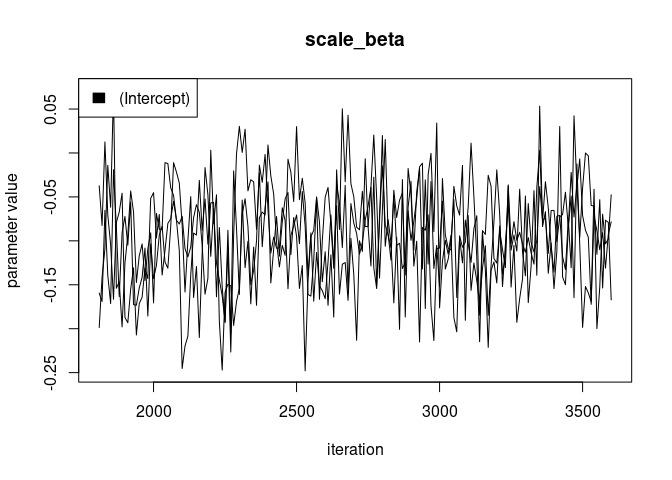 scale_beta
(Intercept)
0.05
-0.05
-0.15
-0.25
parameter value
2000 2500 3000 3500
iteration